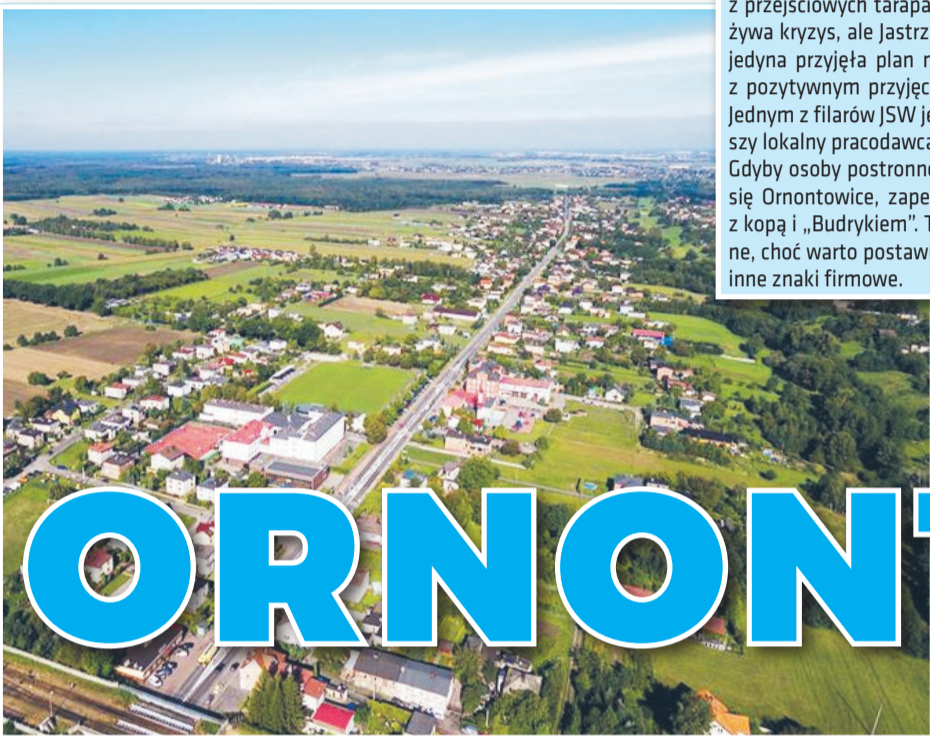 z przejściowych tarapa
żywa kryzys, ale Jastrz
jedyna przyjęła plan n
z pozytywnym przyjęc
Jednym z filarów JSW je
szy lokalny pracodawca
Gdyby osoby postronne
się Ornontowice, zape
z kopą i „Budrykiem”. T
ne, choć warto postaw
inne znaki firmowe.
ORNONT